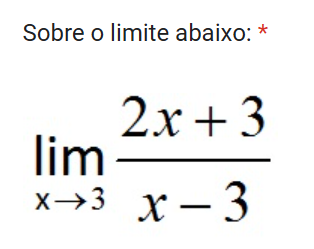 Sobre o limite abaixo: *
lim
x→3
2x + 3
x − 3